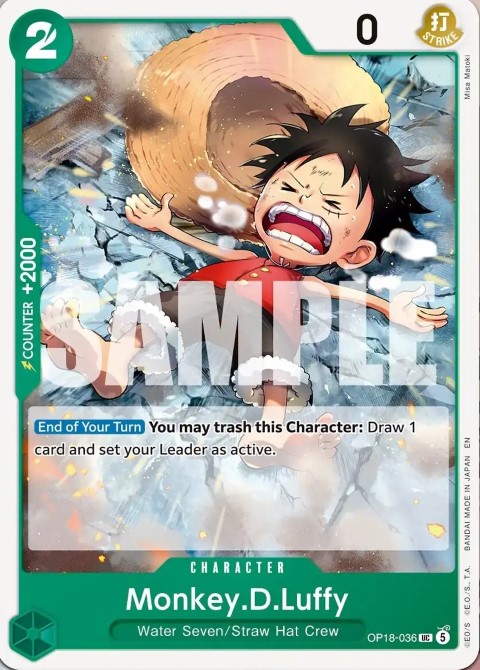 2
0
打
STRIKE
Misa Matoki
COUNTER +2000
SAMPLE
End of Your Turn You may trash this Character: Draw 1
card and set your Leader as active.
CHARACTER
Monkey.D.Luffy
Water Seven/Straw Hat Crew
OP18-036 UC 5
©E.O/S. ©E.O./S., T.A. BANDAI MADE IN JAPAN EN